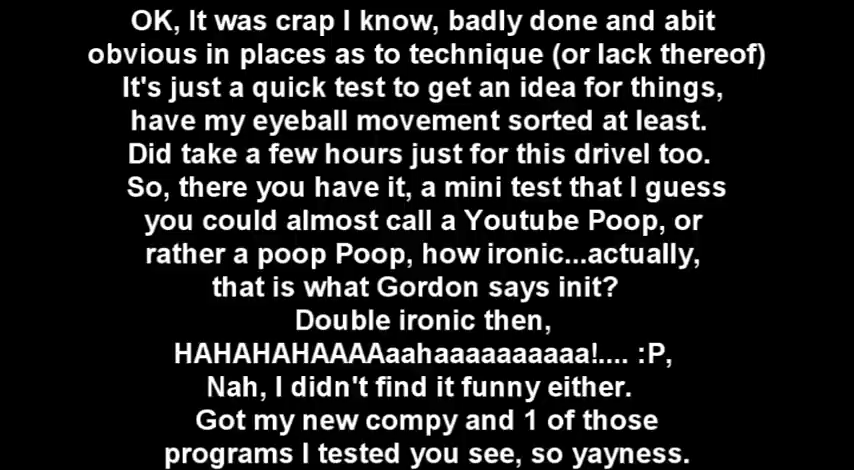 OK, It was crap I know, badly done and abit
obvious in places as to technique (or lack thereof)
It's just a quick test to get an idea for things,
have my eyeball movement sorted at least.
Did take a few hours just for this drivel too.
So, there you have it, a mini test that I guess
you could almost call a Youtube Poop, or
rather a poop Poop, how ironic...actually,
that is what Gordon says init?
Double ironic then,
HAHAHAHAAAAaahaaaaaaaaaa!.... :P,
Nah, I didn't find it funny either.
Got my new compy and 1 of those
programs I tested you see, so yayness.